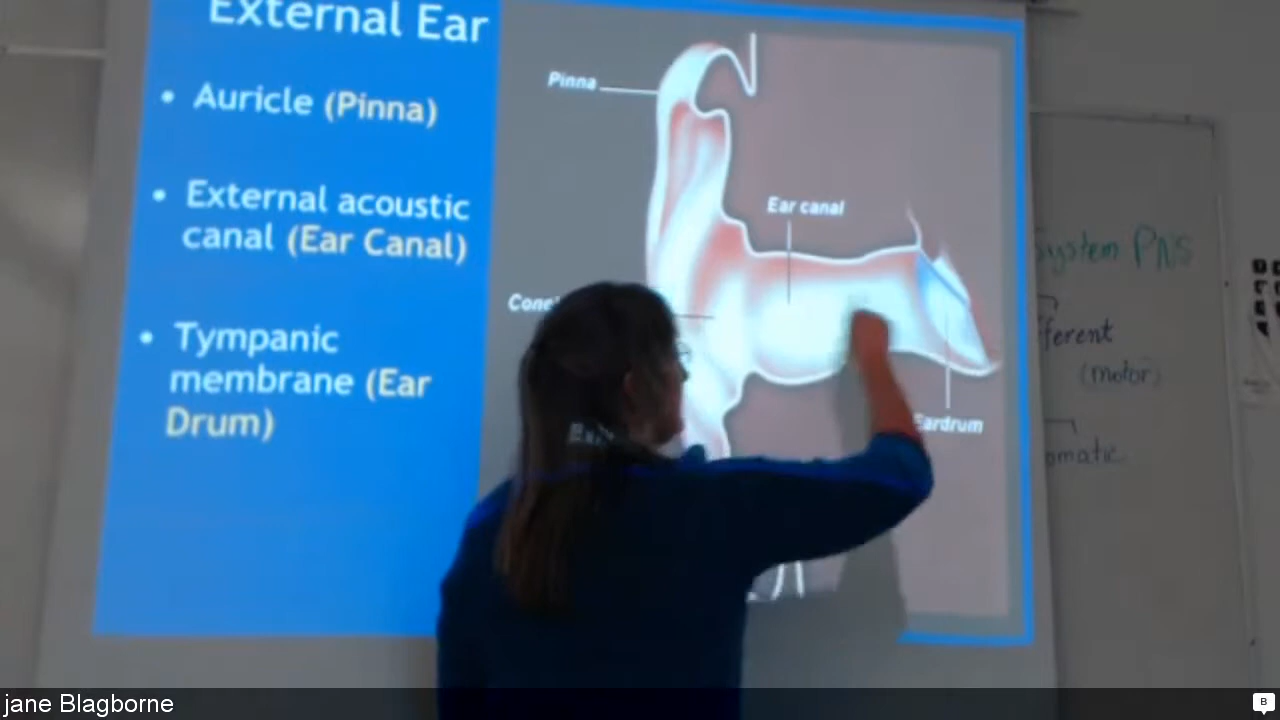 External Ear
• Auricle (Pinna)
• External acoustic
canal (Ear Canal)
• Tympanic
membrane (Ear
Drum)
Pinna
Ear canal
Eardrum
System PNS
(motor)
jane Blagborne
B